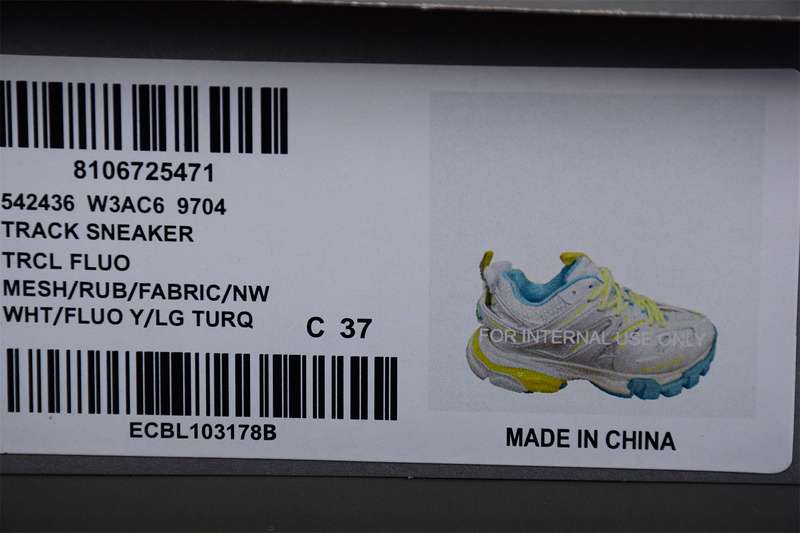 8106725471
542436 W3AC6 9704
TRACK SNEAKER
TRCL FLUO
MESH/RUB/FABRIC/NW
WHT/FLUO Y/LG TURQ
C 37
ECBL103178B
FOR INTERNAL USE ONLY
MADE IN CHINA